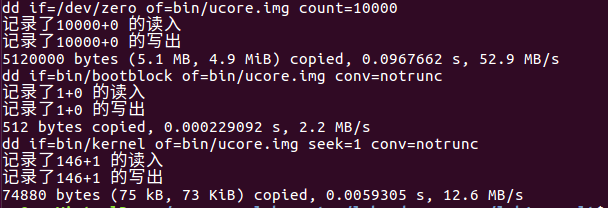 dd if=/dev/zero of=bin/ucore.img count=10000
记录了10000+0 的读入
记录了10000+0 的写出
5120000 bytes (5.1 MB, 4.9 MiB) copied, 0.0967662 s, 52.9 MB/s
dd if=bin/bootblock of=bin/ucore.img conv=notrunc
记录了1+0 的读入
记录了1+0 的写出
512 bytes copied, 0.000229092 s, 2.2 MB/s
dd if=bin/kernel of=bin/ucore.img seek=1 conv=notrunc
记录了146+1 的读入
记录了146+1 的写出
74880 bytes (75 kB, 73 KiB) copied, 0.0059305 s, 12.6 MB/s